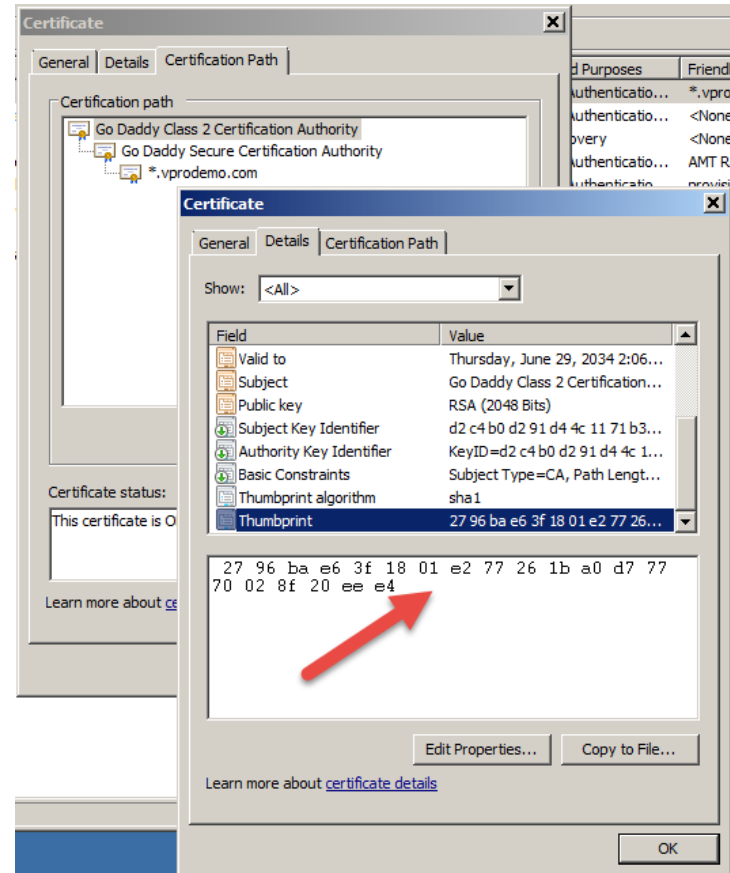 Certificate
General Details Certification Path
Certification path
Go Daddy Class 2 Certification Authority
Go Daddy Secure Certification Authority
*.vprodemo.com
Certificate status:
This certificate is O
Learn more about ce
d Purposes Friendl
Authenticatio... *.vpro
Authenticatio... <None
overy <None
Authenticatio... AMT R
Authenticatio provisi
Certificate
General Details Certification Path
Show: <All>
Field Value
Valid to Thursday, June 29, 2034 2:06...
Subject Go Daddy Class 2 Certification...
Public key RSA (2048 Bits)
Subject Key Identifier d2 c4 b0 d2 91 d4 4c 11 71 b3...
Authority Key Identifier KeyID=d2 c4 b0 d2 91 d4 4c 1...
Basic Constraints Subject Type=CA, Path Lengt...
Thumbprint algorithm sha1
Thumbprint 27 96 ba e6 3f 18 01 e2 77 26...
27 96 ba e6 3f 18 01 e2 77 26 1b a0 d7 77
70 02 8f 20 ee e4
Edit Properties... Copy to File...
Learn more about certificate details
OK